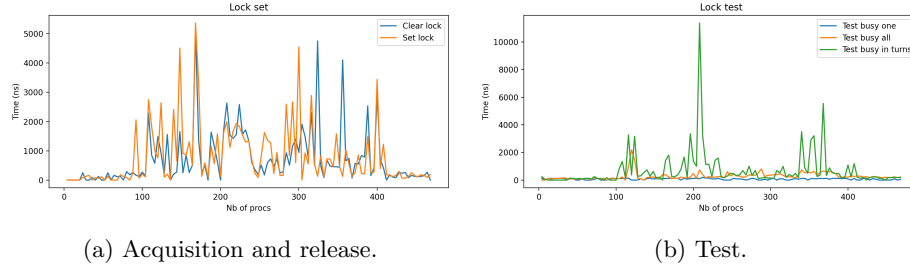 Lock set
Clear lock
Set lock
Time (ns)
5000
4000
3000
2000
1000
0
0
100
200
300
400
Nb of procs
(a) Acquisition and release.
Lock test
Test busy one
Test busy all
Test busy in turns
Time (ns)
10000
8000
6000
4000
2000
0
0
100
200
300
400
Nb of procs
(b) Test.